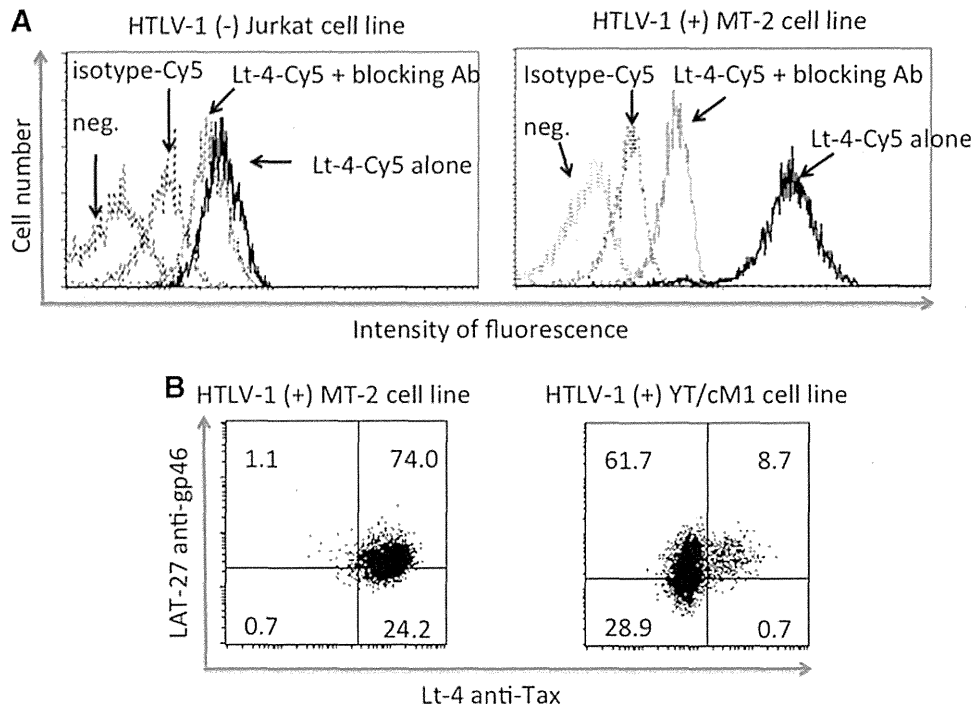 A
HTLV-1 (-) Jurkat cell line
HTLV-1 (+) MT-2 cell line
isotype-Cy5
Lt-4-Cy5 + blocking Ab
neg.
Lt-4-Cy5 alone
Isotype-Cy5
Lt-4-Cy5 + blocking Ab
neg.
Lt-4-Cy5 alone
Cell number
Intensity of fluorescence
B
HTLV-1 (+) MT-2 cell line
HTLV-1 (+) YT/cM1 cell line
1.1
74.0
0.7
24.2
61.7
8.7
28.9
0.7
LAT-27 anti-gp46
Lt-4 anti-Tax